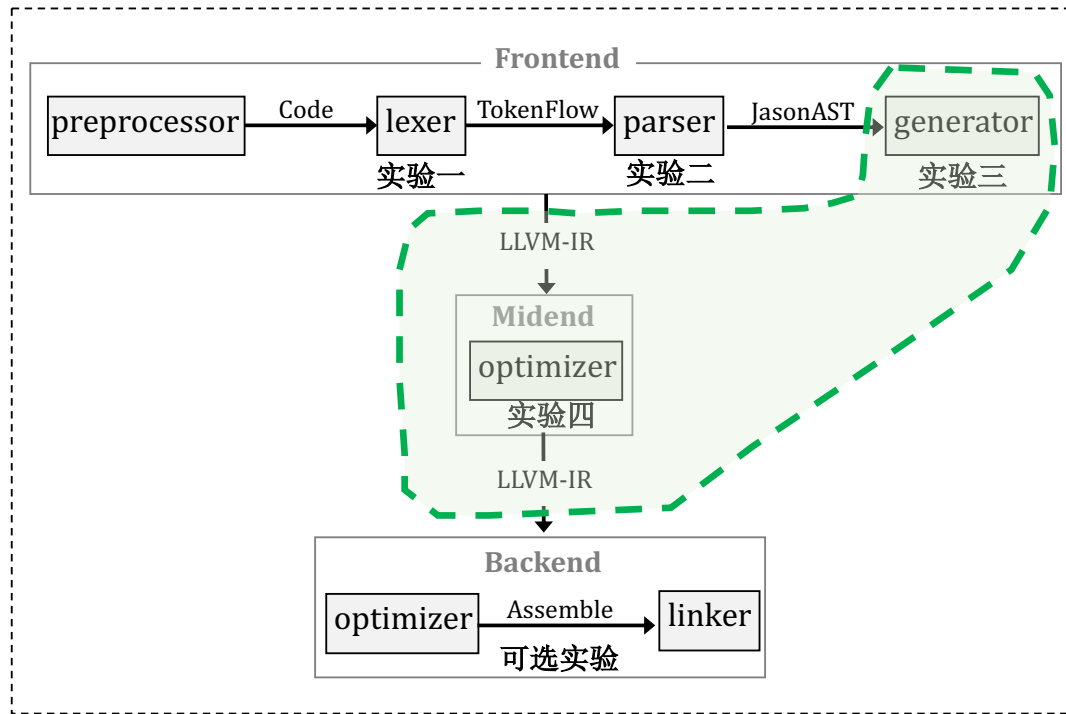 Frontend
preprocessor
Code
lexer
TokenFlow
parser
JasonAST
generator
实验一
实验二
实验三
LLVM-IR
Midend
optimizer
实验四
LLVM-IR
Backend
optimizer
Assemble
linker
可选实验